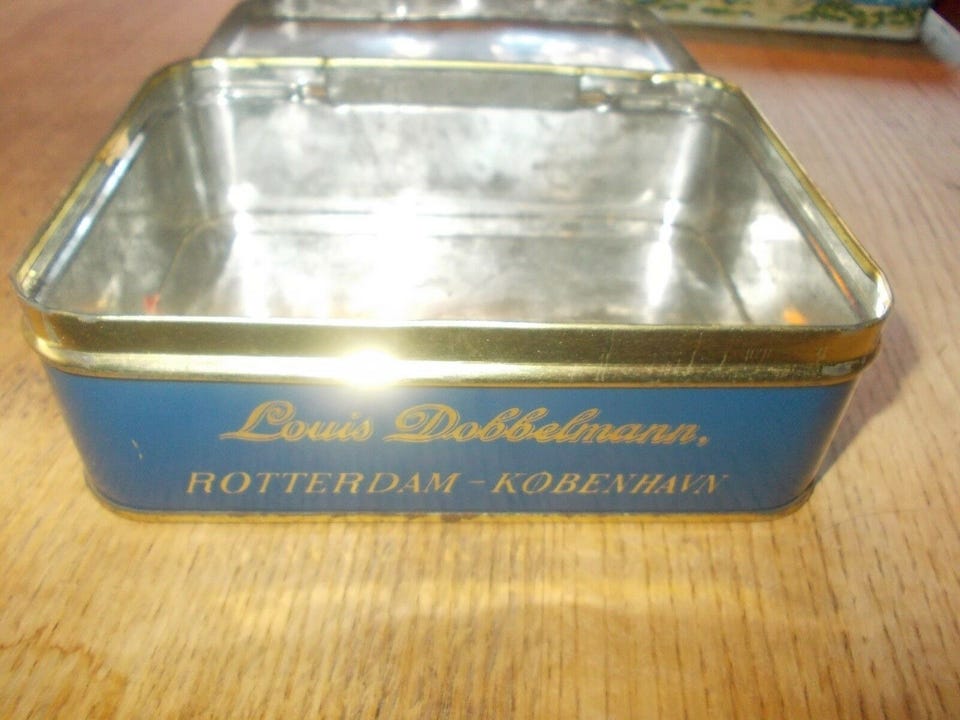 Louis Dobbelmann.
ROTTERDAM - KØBENHAVN